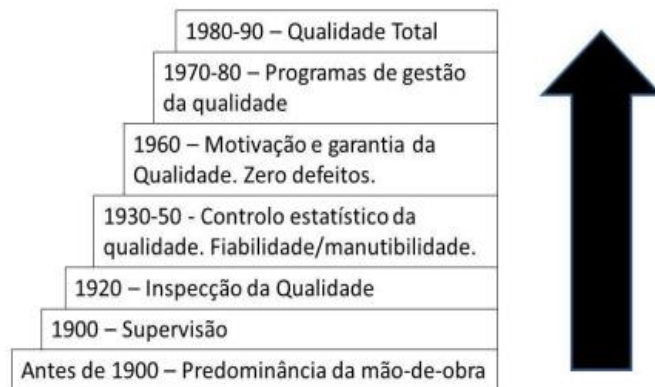 1980-90 – Qualidade Total
1970-80 – Programas de gestão
da qualidade
1960 – Motivação e garantia da
Qualidade. Zero defeitos.
1930-50 - Controlo estatístico da
qualidade. Fiabilidade/manutibilidade.
1920 – Inspecção da Qualidade
1900 – Supervisão
Antes de 1900 – Predominância da mão-de-obra